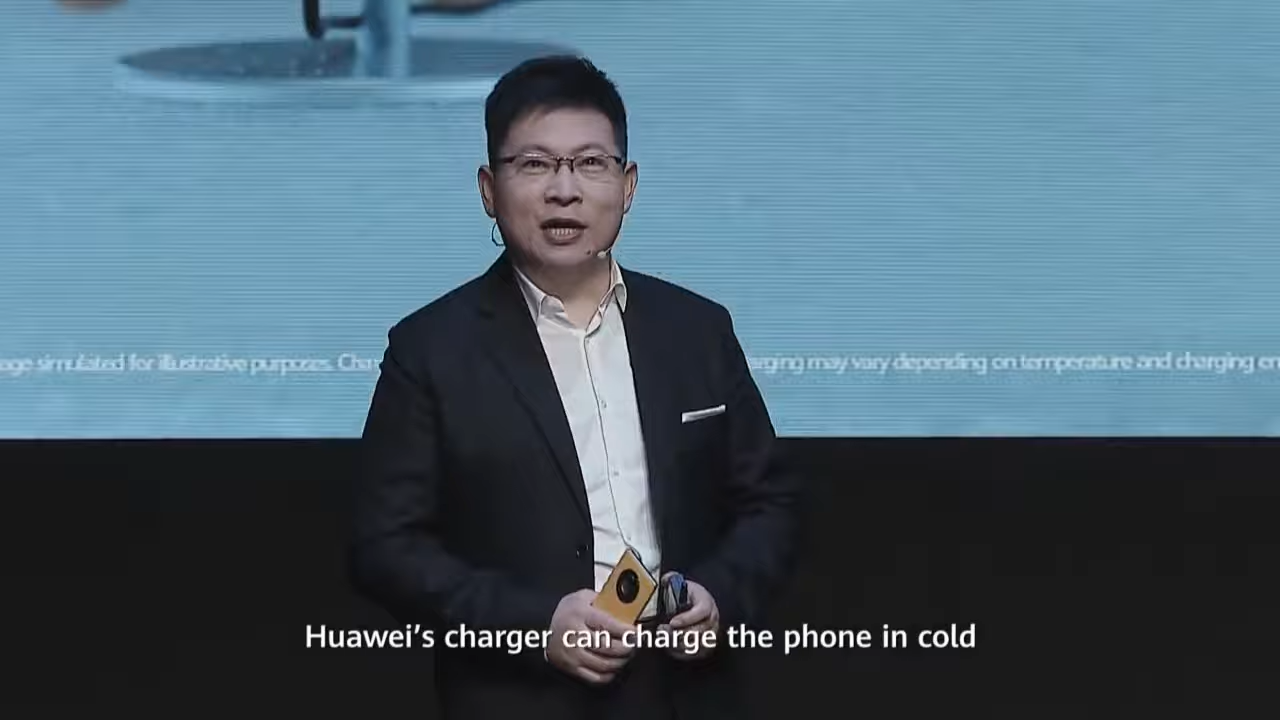 age simulated for illustrative purposes. Char
rging may vary depending on temperature and charging en
Huawei's charger can charge the phone in cold